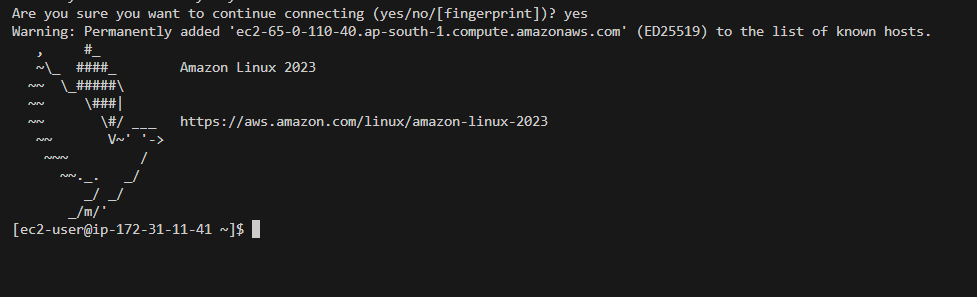 Are you sure you want to continue connecting (yes/no/[fingerprint])? yes
Warning: Permanently added 'ec2-65-0-110-40.ap-south-1.compute.amazonaws.com' (ED25519) to the list of known hosts.
   ,     #_
   ~\_  ####_        Amazon Linux 2023
  ~~  \_#####\
  ~~     \###|
  ~~       \#/ ___   https://aws.amazon.com/linux/amazon-linux-2023
   ~~       V~' '->
    ~~~         /
      ~~._.   _/
         _/ _/
       _/m/'
[ec2-user@ip-172-31-11-41 ~]$